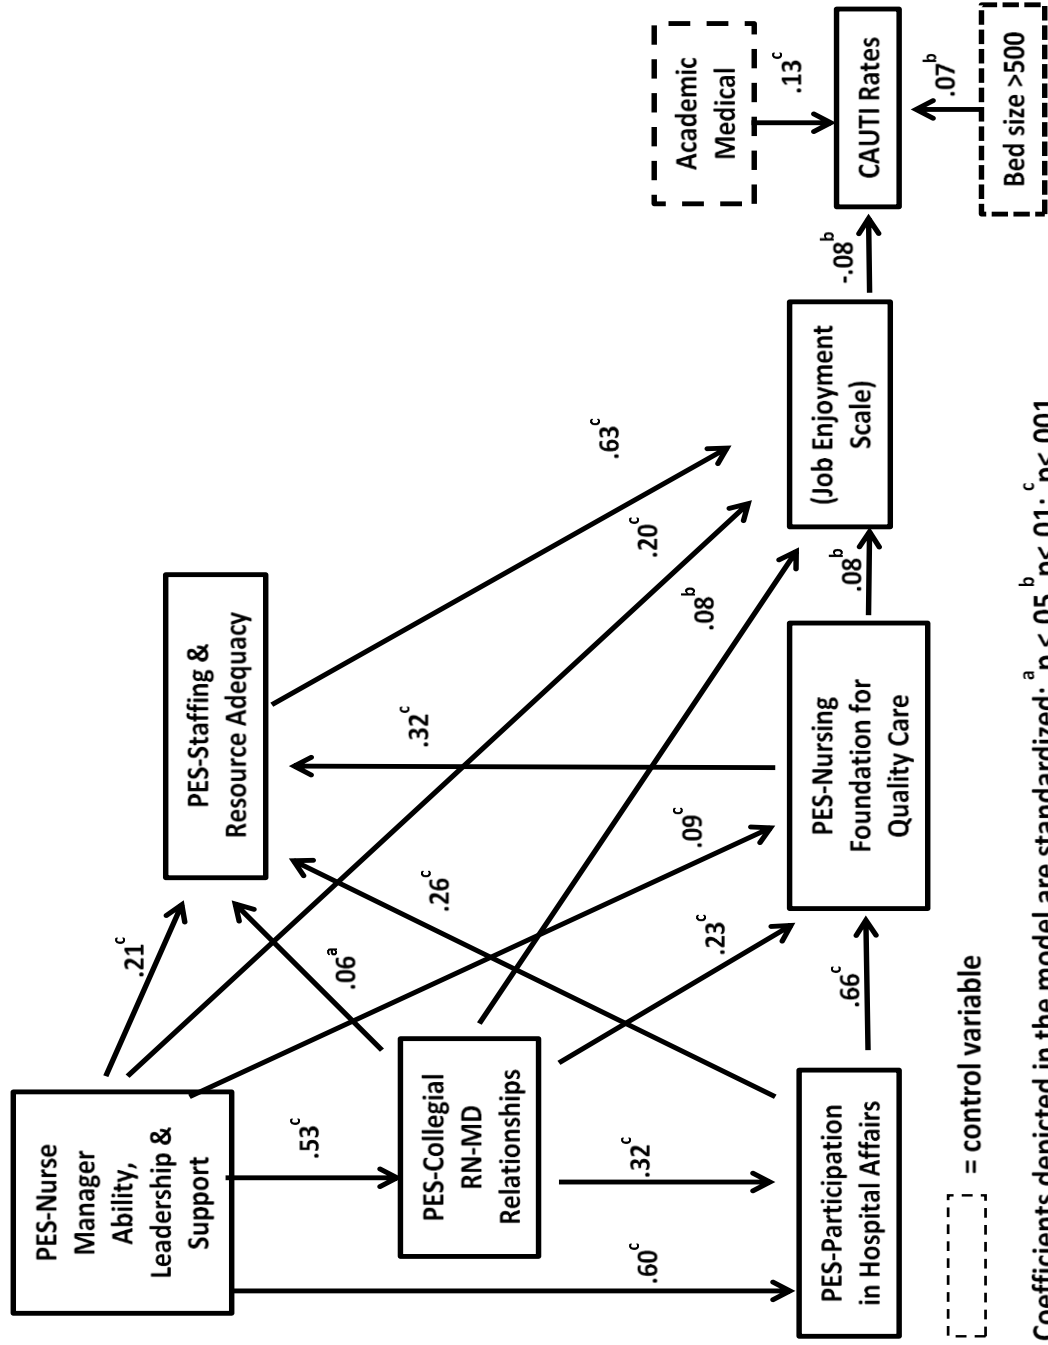 PES-Nurse
Manager
Ability,
Leadership &
Support
PES-Collegial
RN-MD
Relationships
PES-Participation
in Hospital Affairs
PES-Staffing &
Resource Adequacy
PES-Nursing
Foundation for
Quality Care
(Job Enjoyment
Scale)
Academic
Medical
CAUTI Rates
Bed size >500
.21c
.06a
.53c
.32c
.60c
.26c
.09c
.23c
.66c
.32c
.63c
.20c
.08b
.08b
-.08b
.13c
.07b
= control variable
Coefficients depicted in the model are standardized; a p < .05, b p< .01; c p< .001